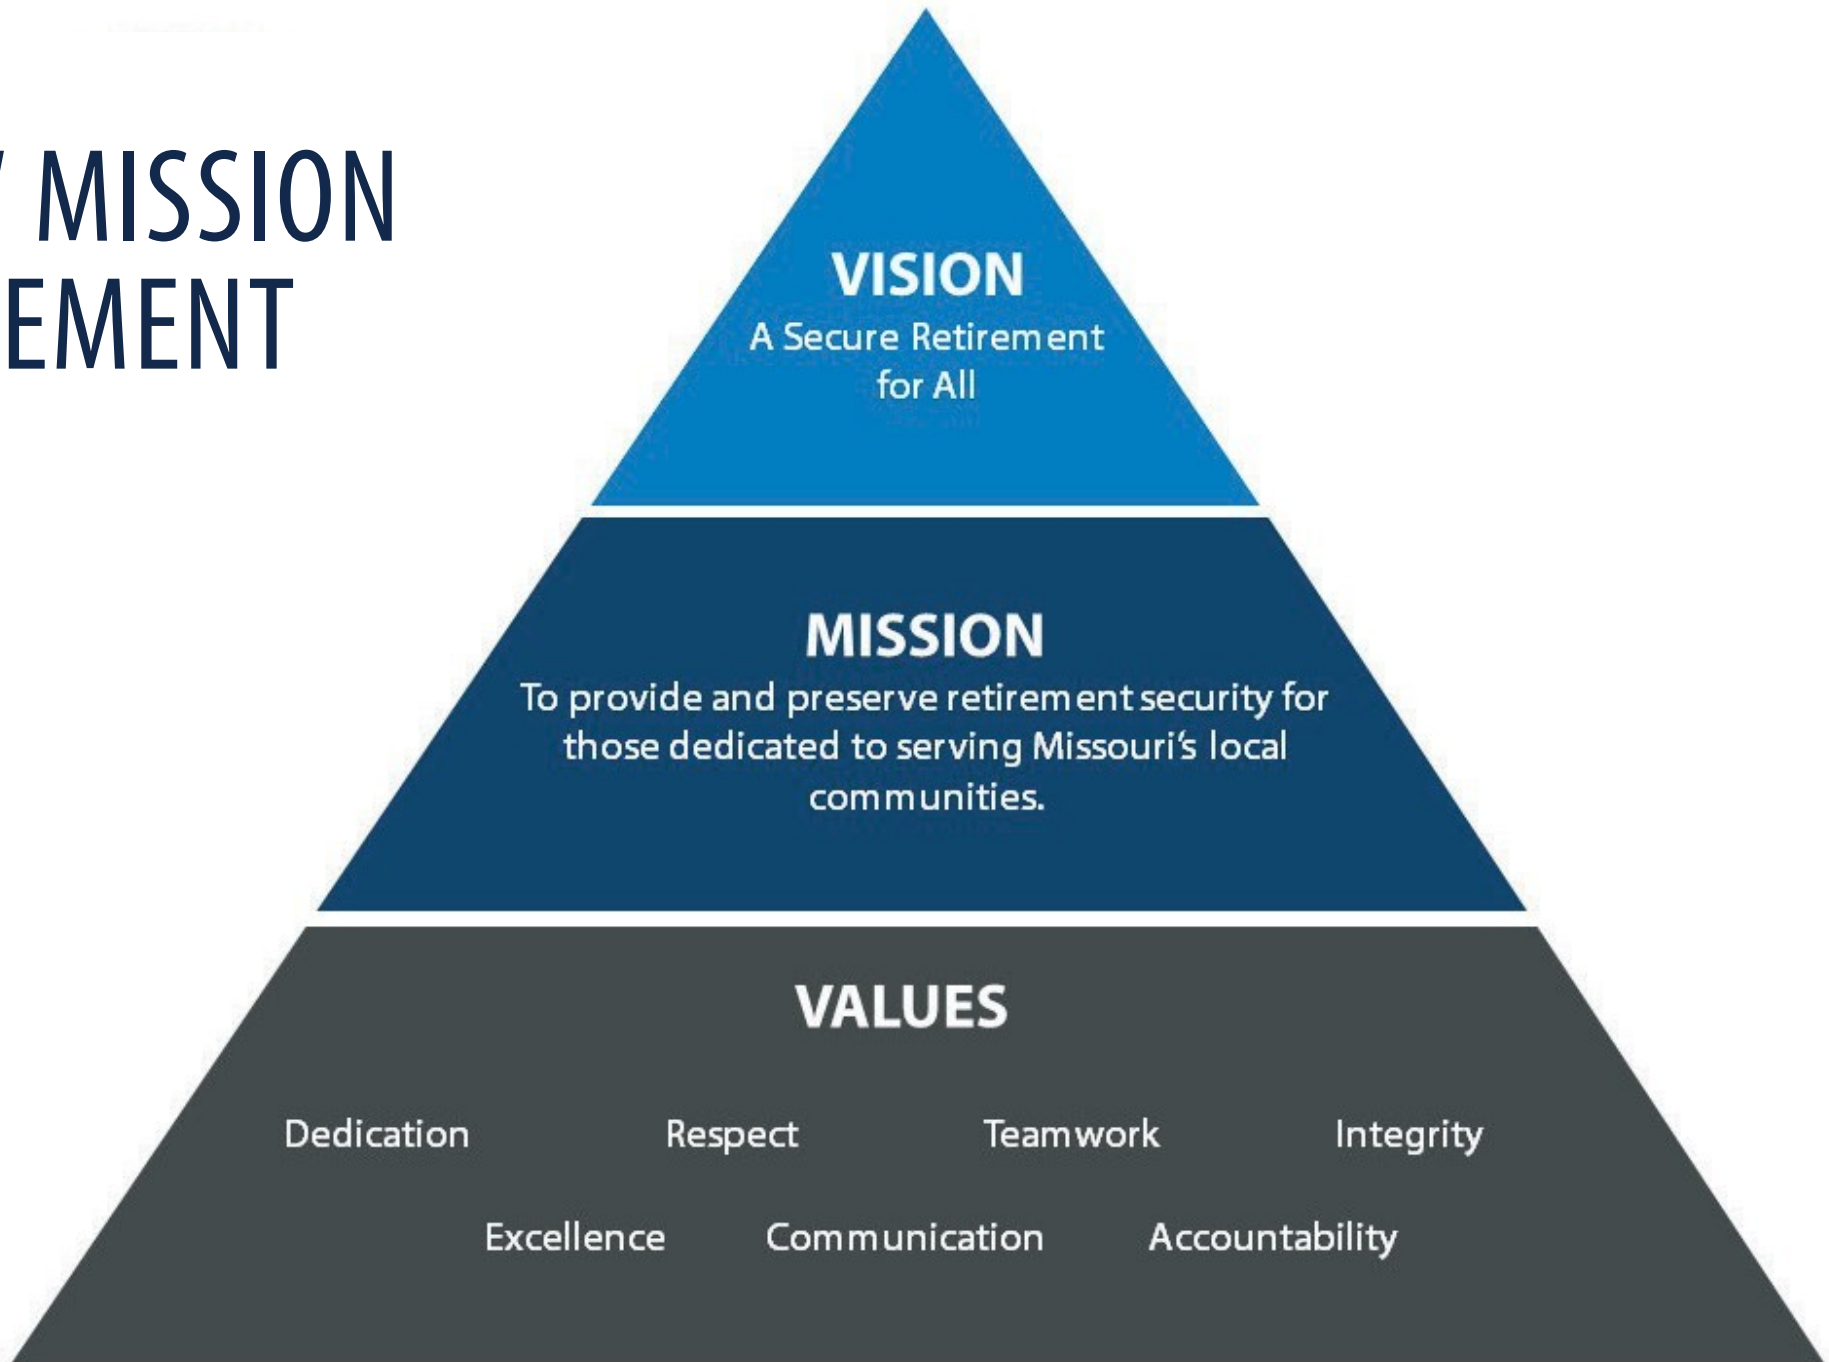 MISSION
EMENT
VISION
A Secure Retirement
for All
MISSION
To provide and preserve retirement security for
those dedicated to serving Missouri's local
communities.
VALUES
Dedication Respect Teamwork Integrity
Excellence Communication Accountability